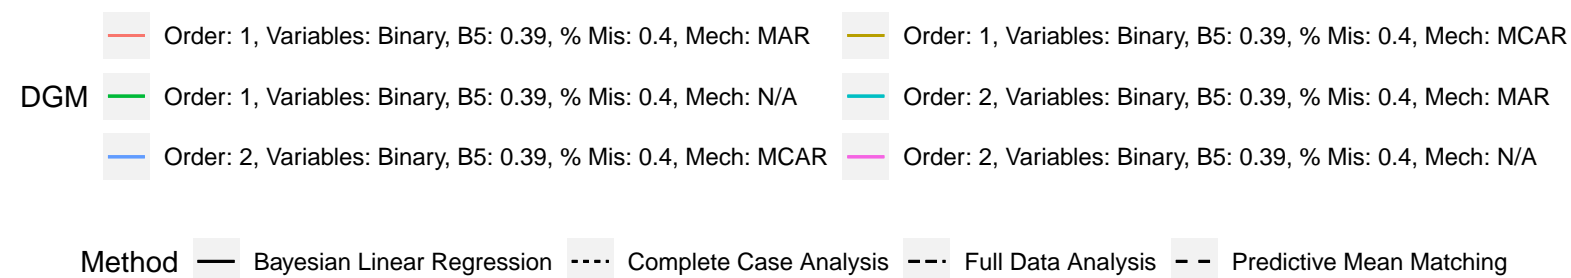 Order: 1, Variables: Binary, B5: 0.39, % Mis: 0.4, Mech: MAR Order: 1, Variables: Binary, B5: 0.39, % Mis: 0.4, Mech: MCAR
DGM Order: 1, Variables: Binary, B5: 0.39, % Mis: 0.4, Mech: N/A Order: 2, Variables: Binary, B5: 0.39, % Mis: 0.4, Mech: MAR
Order: 2, Variables: Binary, B5: 0.39, % Mis: 0.4, Mech: MCAR Order: 2, Variables: Binary, B5: 0.39, % Mis: 0.4, Mech: N/A
Method Bayesian Linear Regression Complete Case Analysis Full Data Analysis Predictive Mean Matching